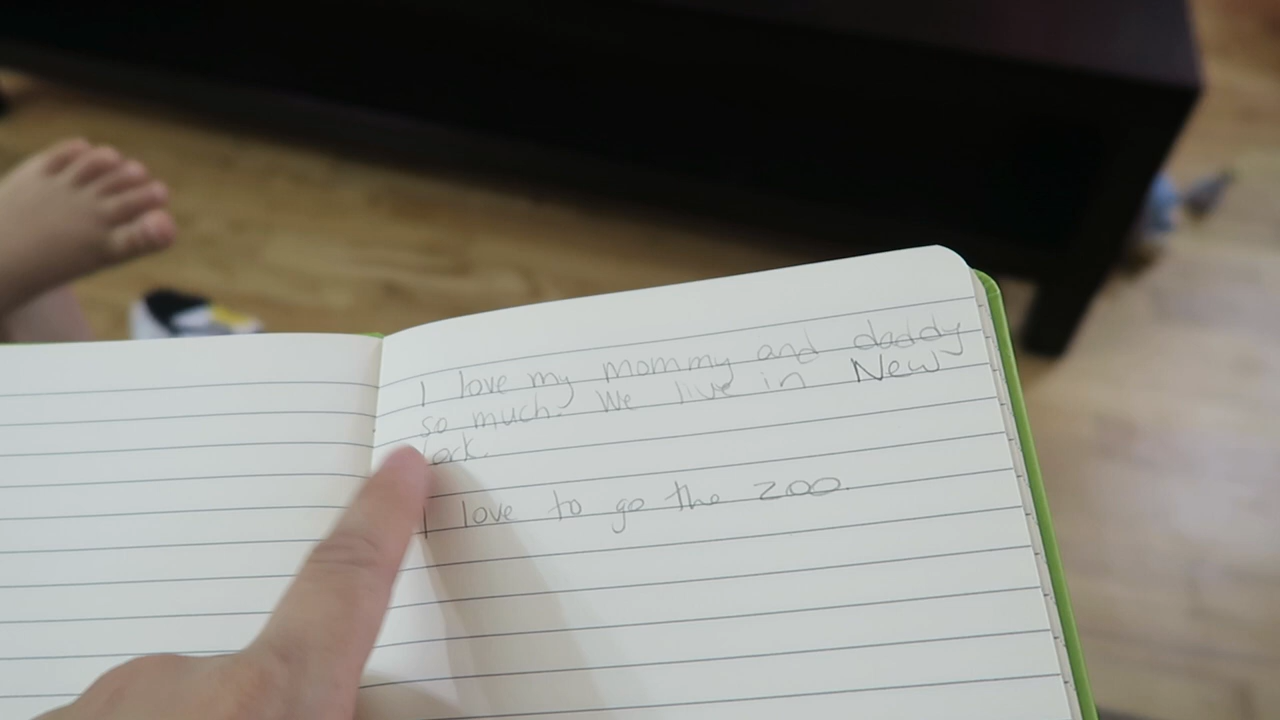 I love my mommy and daddy
so much. We live in New
York.
I love to go the zoo.